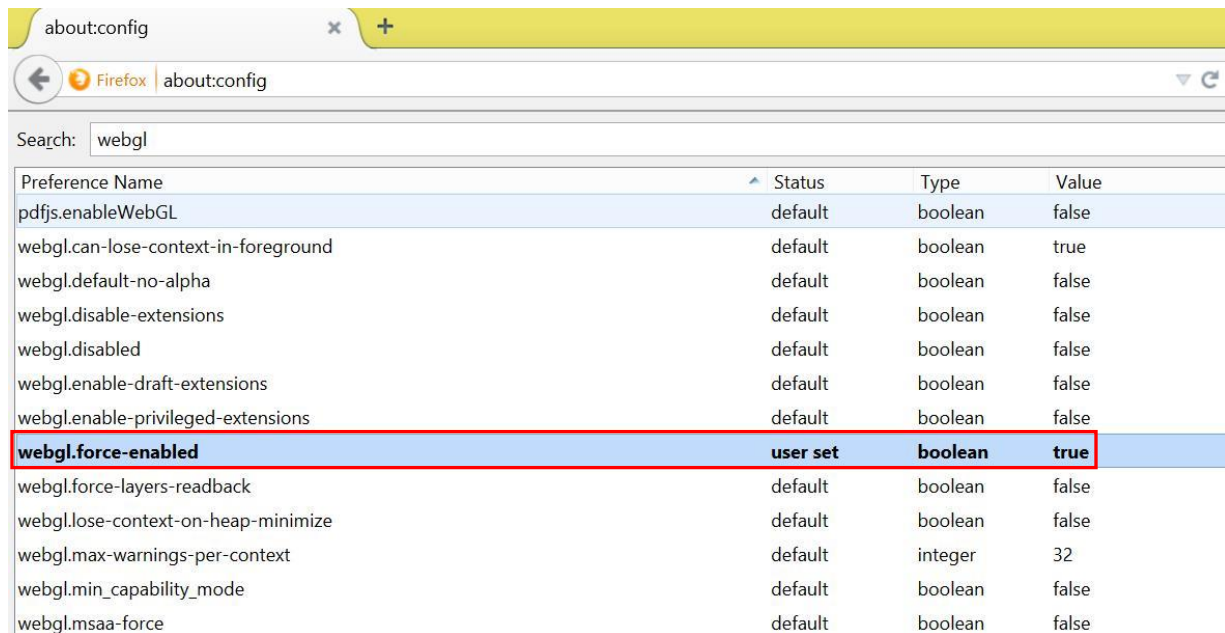 about:config
Firefox about:config
Search: webgl
Preference Name Status Type Value
pdfjs.enableWebGL default boolean false
webgl.can-lose-context-in-foreground default boolean true
webgl.default-no-alpha default boolean false
webgl.disable-extensions default boolean false
webgl.disabled default boolean false
webgl.enable-draft-extensions default boolean false
webgl.enable-privileged-extensions default boolean false
webgl.force-enabled user set boolean true
webgl.force-layers-readback default boolean false
webgl.lose-context-on-heap-minimize default boolean false
webgl.max-warnings-per-context default integer 32
webgl.min_capability_mode default boolean false
webgl.msaa-force default boolean false